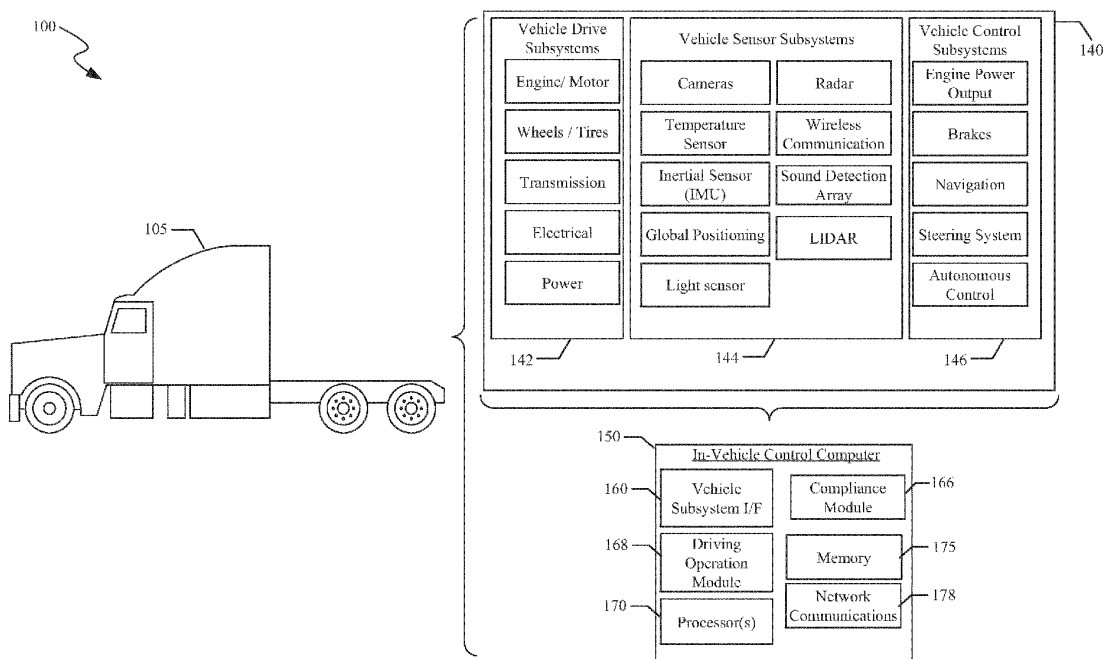 100
105
140
Vehicle Drive
Subsystems
Engine/ Motor
Wheels / Tires
Transmission
Electrical
Power
142
Vehicle Sensor Subsystems
Cameras
Radar
Temperature
Sensor
Wireless
Communication
Inertial Sensor
(IMU)
Sound Detection
Array
Global Positioning
LIDAR
Light sensor
144
Vehicle Control
Subsystems
Engine Power
Output
Brakes
Navigation
Steering System
Autonomous
Control
146
150
In-Vehicle Control Computer
160
Vehicle
Subsystem I/F
Compliance
Module
166
168
Driving
Operation
Module
Memory
175
170
Processor(s)
Network
Communications
178